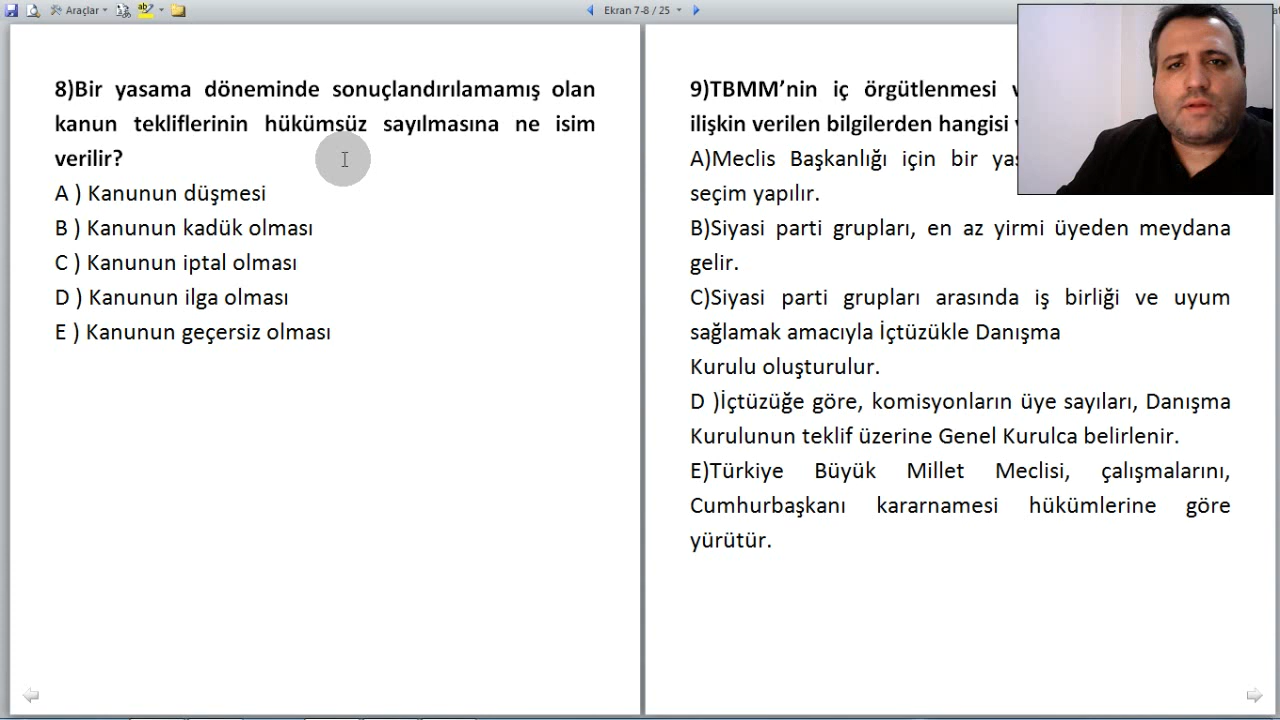 Araçlar
Ekran 7-8 / 25
8)Bir yasama döneminde sonuçlandırılamamış olan
kanun tekliflerinin hükümsüz sayılmasına ne isim
verilir?
A ) Kanunun düşmesi
B ) Kanunun kadük olması
C ) Kanunun iptal olması
D ) Kanunun ilga olması
E ) Kanunun geçersiz olması
9)TBMM’nin iç örgütlenmesi
ilişkin verilen bilgilerden hangisi
A)Meclis Başkanlığı için bir
seçim yapılır.
B)Siyasi parti grupları, en az yirmi üyeden meydana
gelir.
C)Siyasi parti grupları arasında iş birliği ve uyum
sağlamak amacıyla İçtüzükle Danışma
Kurulu oluşturulur.
D )İçtüzüğe göre, komisyonların üye sayıları, Danışma
Kurulunun teklif üzerine Genel Kurulca belirlenir.
E)Türkiye Büyük Millet Meclisi, çalışmalarını,
Cumhurbaşkanı kararnamesi hükümlerine göre
yürütür.